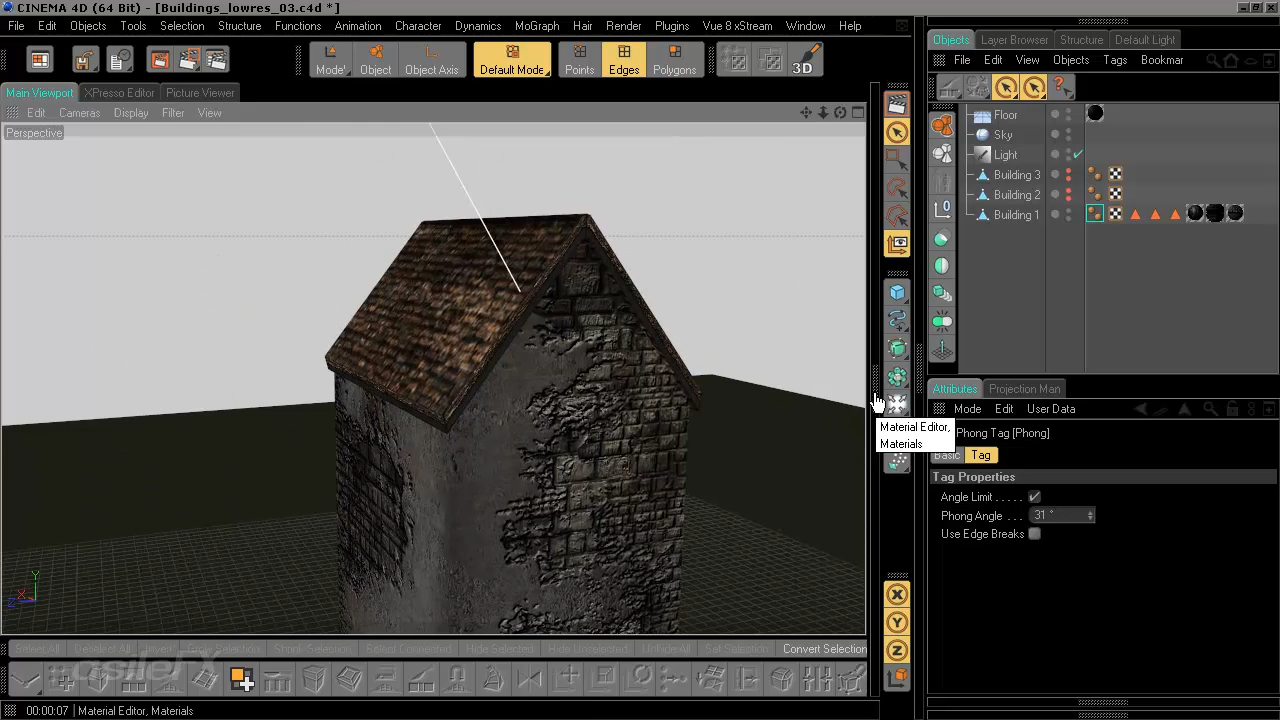 CINEMA 4D (64 Bit) - [Buildings_lowres_03.c4d *]
File Edit Objects Tools Selection Structure Functions Animation Character Dynamics MoGraph Hair Render Plugins Vue 8 xStream Window Help
Mode' Object Object Axis Default Mode Points Edges Polygons 3D
Main Viewport XPresso Editor Picture Viewer
Edit Cameras Display Filter View
Perspective
Objects Layer Browser Structure Default Light
File Edit View Objects Tags Bookmar
Floor
Sky
Light
Building 3
Building 2
Building 1
Attributes Projection Man
Mode Edit User Data
Material Editor,
Materials
Phong Tag [Phong]
Basic Tag
Tag Properties
Angle Limit . . . . .
Phong Angle . . . 31 °
Use Edge Breaks
X
Y
Z
Y
X
Z
Select All Deselect All Invert Grow Selection Shrink Selection Select Connected Hide Selected Hide Unselected Unhide All Set Selection Convert Selection
00:00:07 Material Editor, Materials